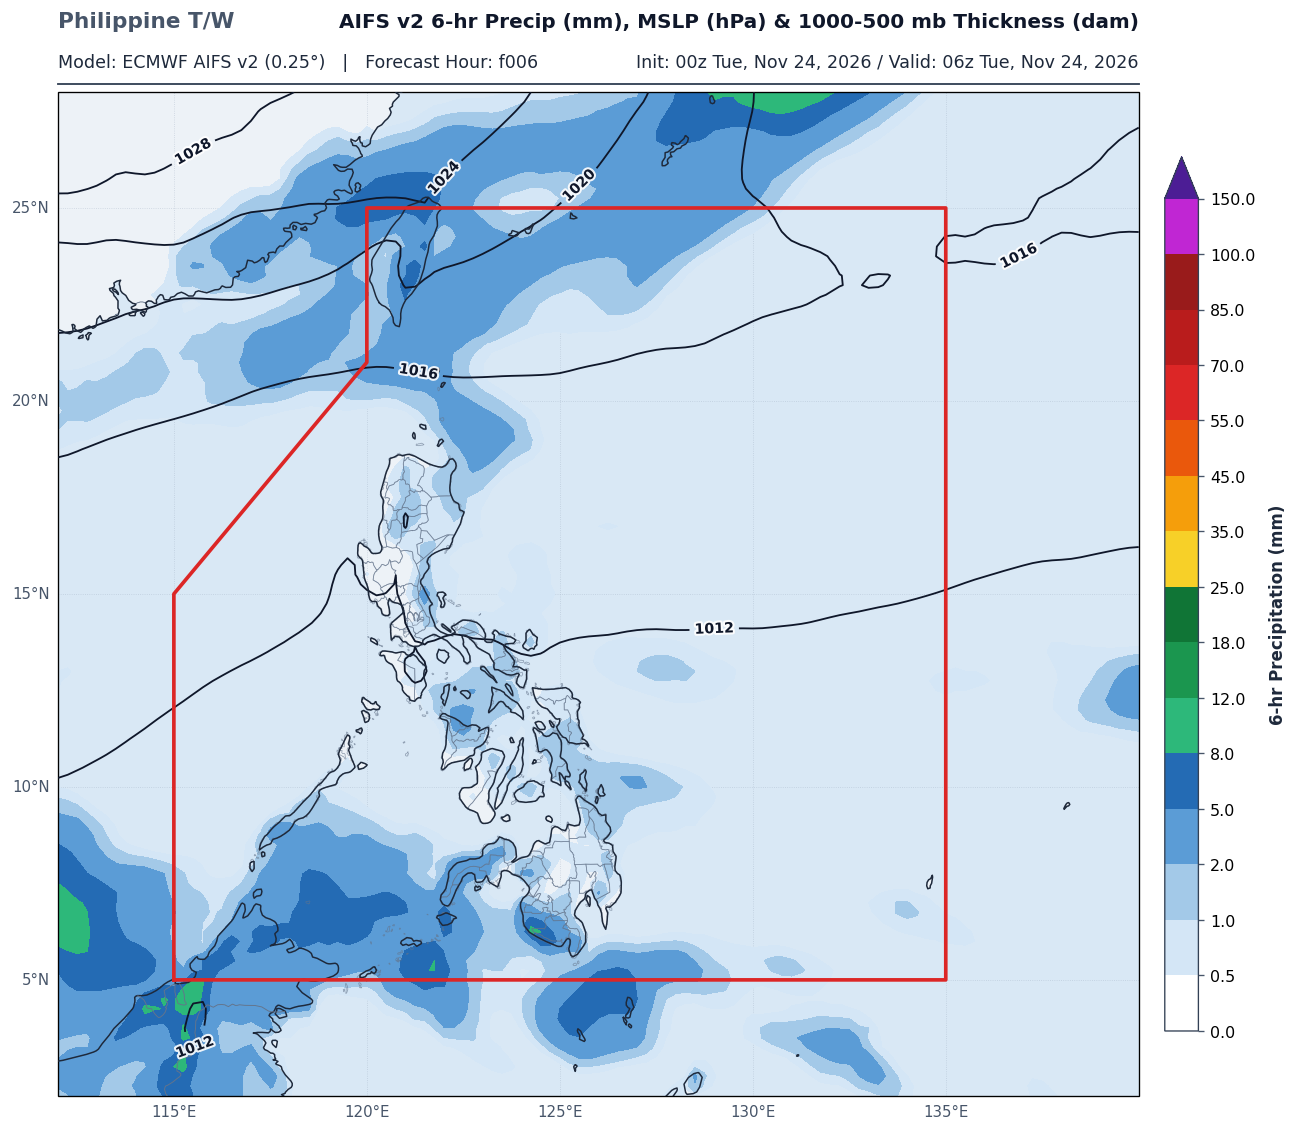 Philippine T/W
AIFS v2 6-hr Precip (mm), MSLP (hPa) & 1000-500 mb Thickness (dam)
Model: ECMWF AIFS v2 (0.25°) | Forecast Hour: f006
Init: 00z Tue, Nov 24, 2026 / Valid: 06z Tue, Nov 24, 2026
1028
1024
1020
1016
1016
1012
1012
25°N
20°N
15°N
10°N
5°N
115°E
120°E
125°E
130°E
135°E
150.0
100.0
85.0
70.0
55.0
45.0
35.0
25.0
18.0
12.0
8.0
5.0
2.0
1.0
0.5
0.0
6-hr Precipitation (mm)